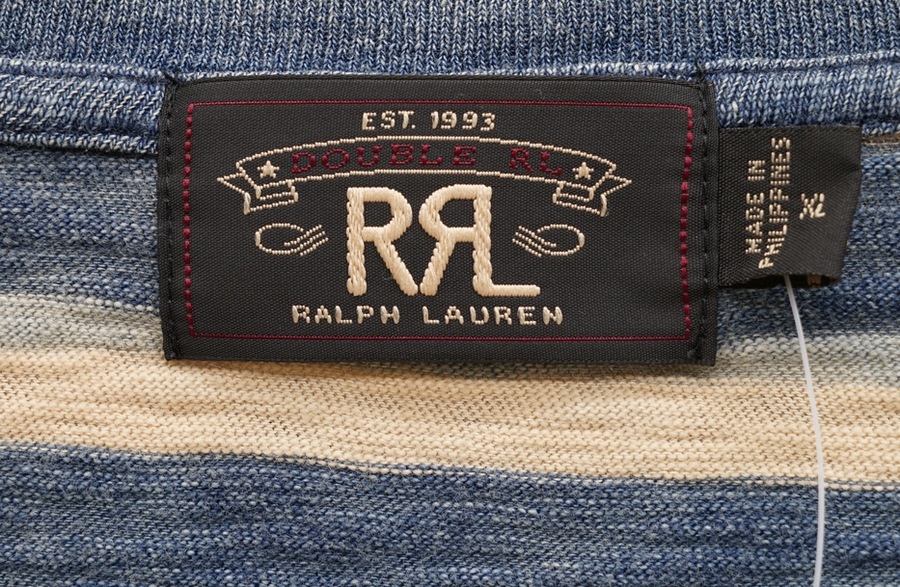 EST. 1993
DOUBLE RL
RRL
RALPH LAUREN
MADE IN
PHILIPPINES
XL